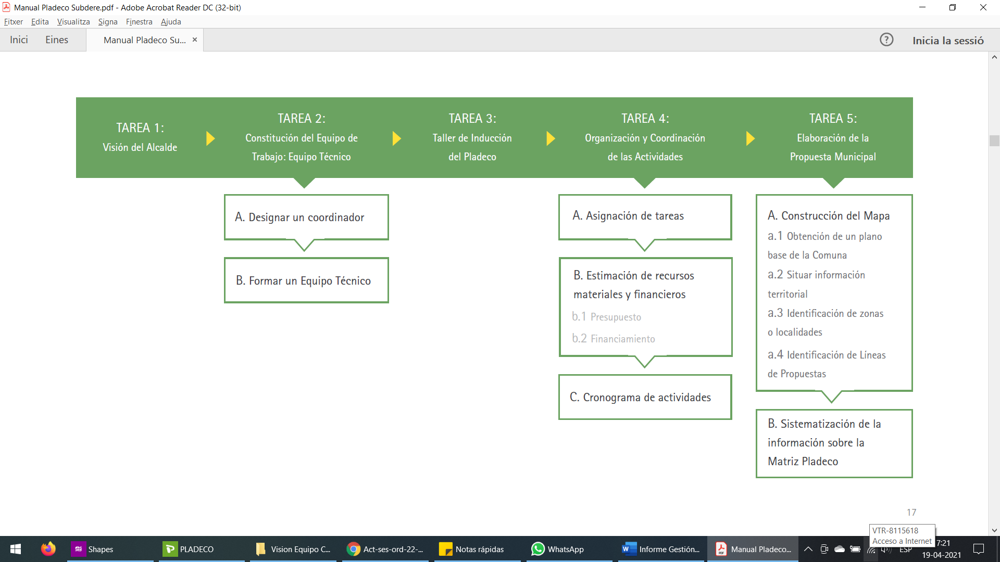 Manual Pladeco Subdere.pdf - Adobe Acrobat Reader DC (32-bit)
Fitxer Edita Visualitza Signa Finestra Ajuda
Inici Eines Manual Pladeco Su... × ? Inicia la sessió
TAREA 1:
Visión del Alcalde
TAREA 2:
Constitución del Equipo de
Trabajo: Equipo Técnico
TAREA 3:
Taller de Inducción
del Pladeco
TAREA 4:
Organización y Coordinación
de las Actividades
TAREA 5:
Elaboración de la
Propuesta Municipal
A. Designar un coordinador
B. Formar un Equipo Técnico
A. Asignación de tareas
B. Estimación de recursos
materiales y financieros
b.1 Presupuesto
b.2 Financiamiento
C. Cronograma de actividades
A. Construcción del Mapa
a.1 Obtención de un plano
base de la Comuna
a.2 Situar información
territorial
a.3 Identificación de zonas
o localidades
a.4 Identificación de Líneas
de Propuestas
B. Sistematización de la
información sobre la
Matriz Pladeco
17
VTR-8115618
Acceso a Internet
Shapes PLADECO Vision Equipo C... Act-ses-ord-22-... Notas rápidas WhatsApp Informe Gestión... Manual Pladeco... ESP
7:21
19-04-2021